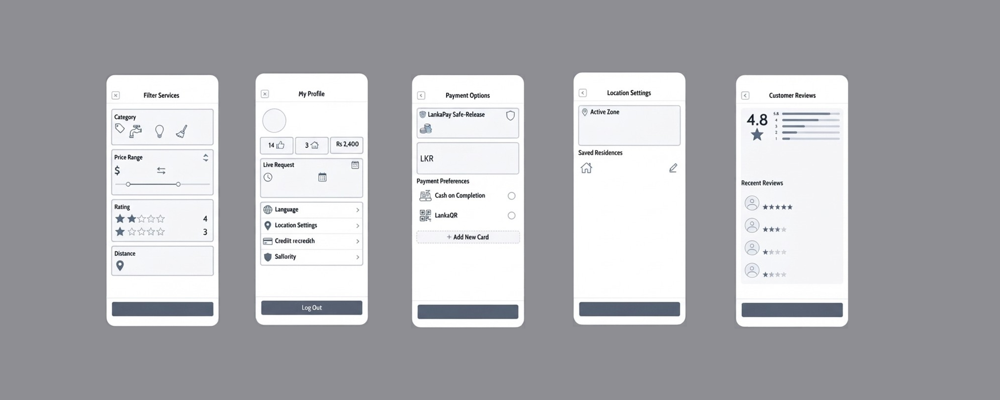 Filter Services
Category
Price Range
$
Rating
4
3
Distance
My Profile
14
3
Rs 2,400
Live Request
Language
Location Settings
Crediit recredith
Safiority
Log Out
Payment Options
LankaPay Safe-Release
LKR
Payment Preferences
Cash on Completion
LankaQR
+ Add New Card
Location Settings
Active Zone
Saved Residences
Customer Reviews
4.8
5.8
4
3
2
1
Recent Reviews